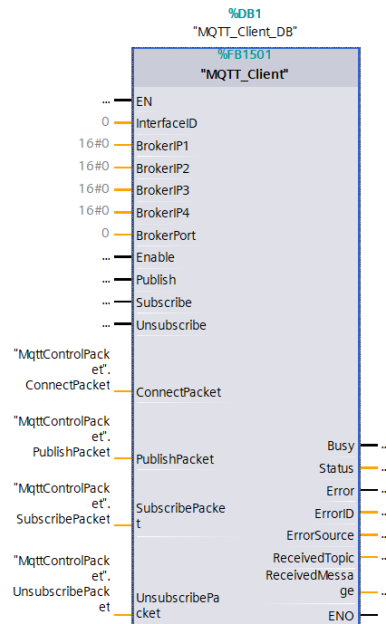 %DB1
"MQTT_Client_DB"
%FB1501
"MQTT_Client"
... EN
0 InterfaceID
16#0 BrokerIP1
16#0 BrokerIP2
16#0 BrokerIP3
16#0 BrokerIP4
0 BrokerPort
... Enable
... Publish
... Subscribe
... Unsubscribe
"MqttControlPack
et".
ConnectPacket ConnectPacket
"MqttControlPack
et".
PublishPacket PublishPacket
"MqttControlPack
et".
SubscribePacket
SubscribePacke
t
"MqttControlPack
et".
UnsubscribePack
et
UnsubscribePa
cket
Busy ...
Status ...
Error ...
ErrorID ...
ErrorSource ...
ReceivedTopic ...
ReceivedMessa
ge ...
ENO